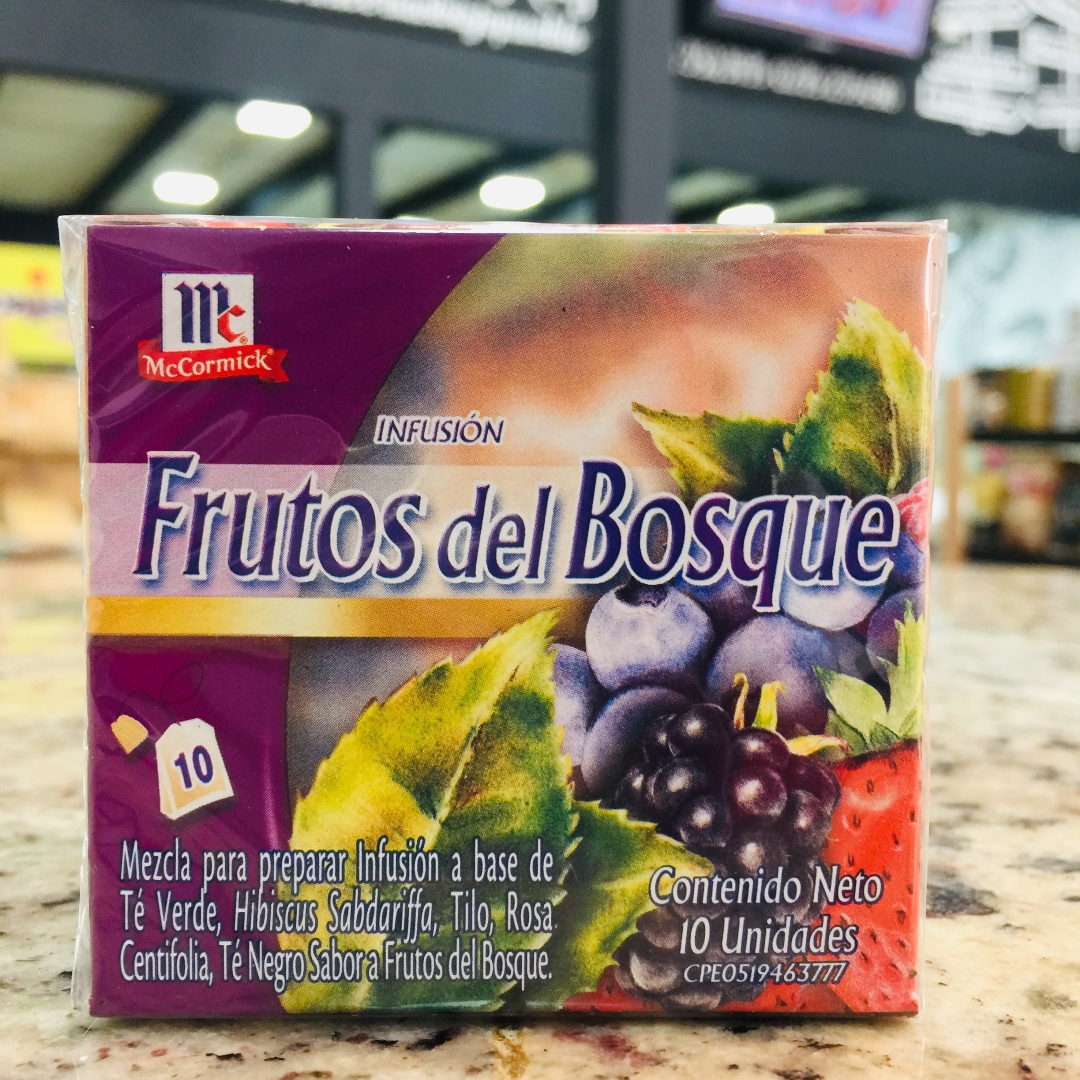 Mc
McCormick
INFUSIÓN
Frutos del Bosque
10
Mezcla para preparar Infusión a base de
Té Verde, Hibiscus Sabdariffa, Tilo, Rosa
Centifolia, Té Negro Sabor a Frutos del Bosque.
Contenido Neto
10 Unidades
CPE0519463777